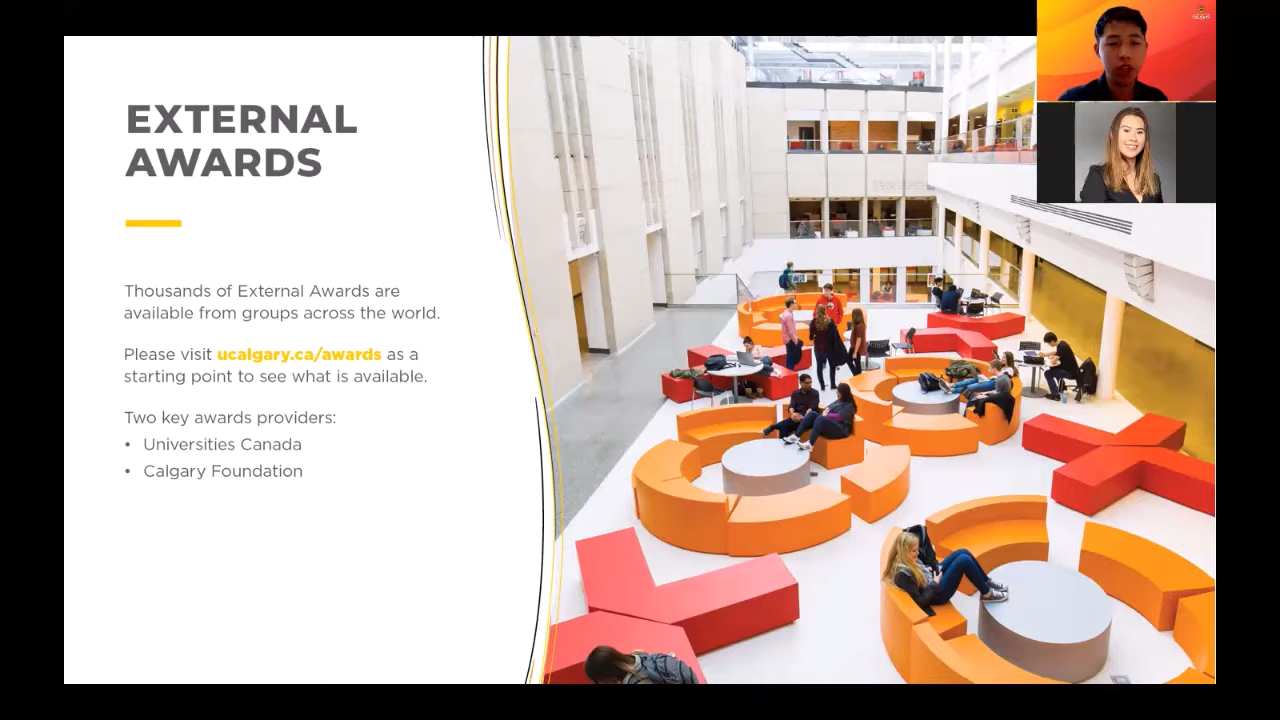 EXTERNAL
AWARDS
Thousands of External Awards are
available from groups across the world.
Please visit ucalgary.ca/awards as a
starting point to see what is available.
Two key awards providers:
• Universities Canada
• Calgary Foundation